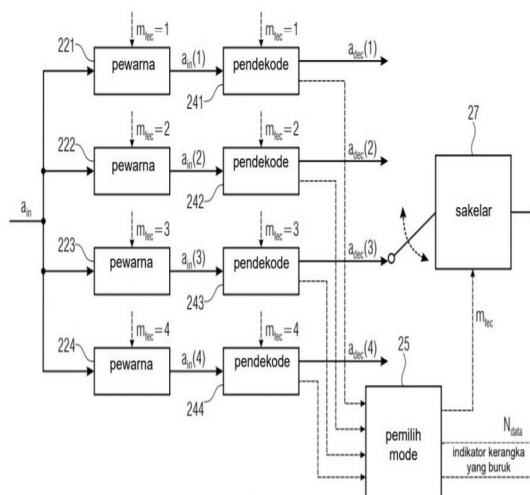 m_fec=1
m_fec=1
221
pewarna
a_in(1)
pendekode
a_dec(1)
241
27
m_fec=2
m_fec=2
222
pewarna
a_in(2)
pendekode
a_dec(2)
242
sakelar
a_in
m_fec=3
m_fec=3
223
pewarna
a_in(3)
pendekode
a_dec(3)
243
m_fec
m_fec=4
m_fec=4
224
pewarna
a_in(4)
pendekode
a_dec(4)
244
25
pemilih
mode
N_data
indikator kerangka
yang buruk